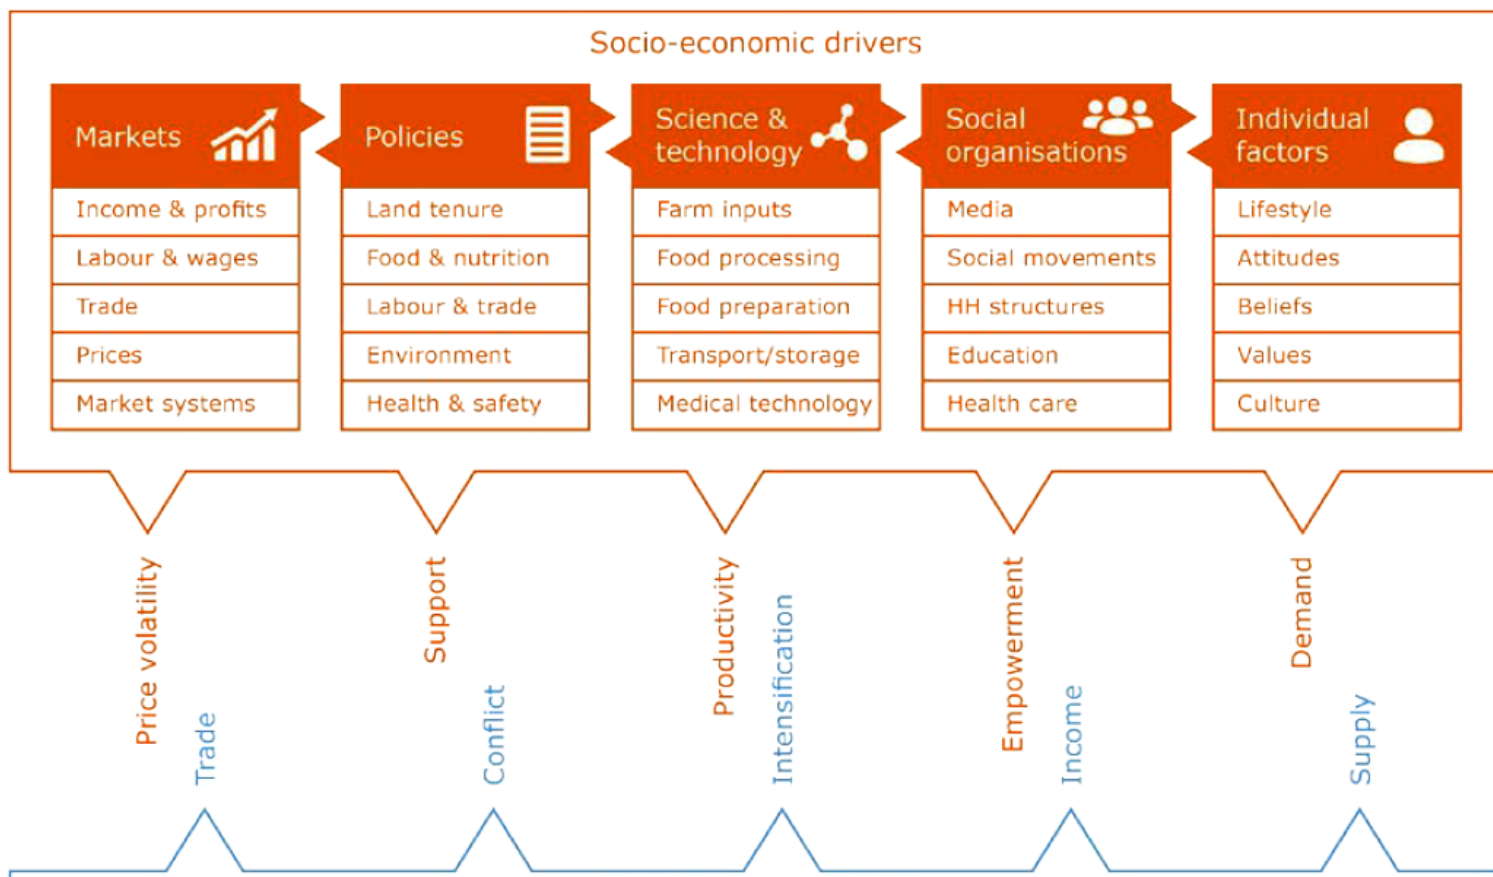 Socio-economic drivers
Markets
Income & profits
Labour & wages
Trade
Prices
Market systems
Policies
Land tenure
Food & nutrition
Labour & trade
Environment
Health & safety
Science &
technology
Farm inputs
Food processing
Food preparation
Transport/storage
Medical technology
Social
organisations
Media
Social movements
HH structures
Education
Health care
Individual
factors
Lifestyle
Attitudes
Beliefs
Values
Culture
Price volatility
Trade
Support
Conflict
Productivity
Intensification
Empowerment
Income
Demand
Supply